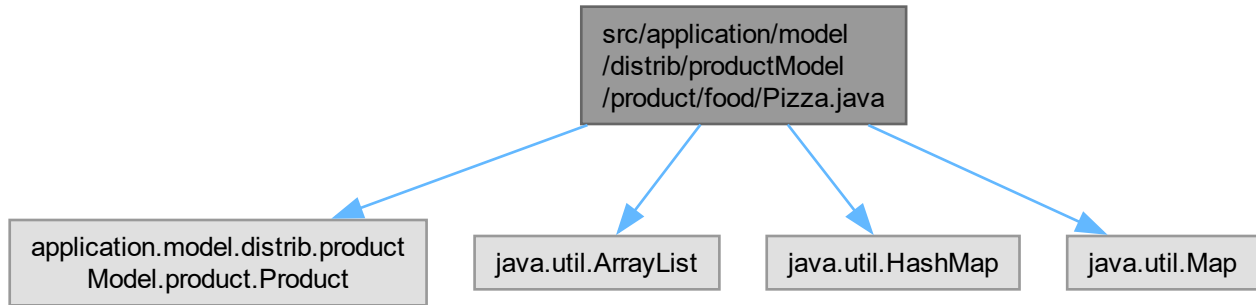 src/application/model
/distrib/productModel
/product/food/Pizza.java
application.model.distrib.product
Model.product.Product
java.util.ArrayList
java.util.HashMap
java.util.Map